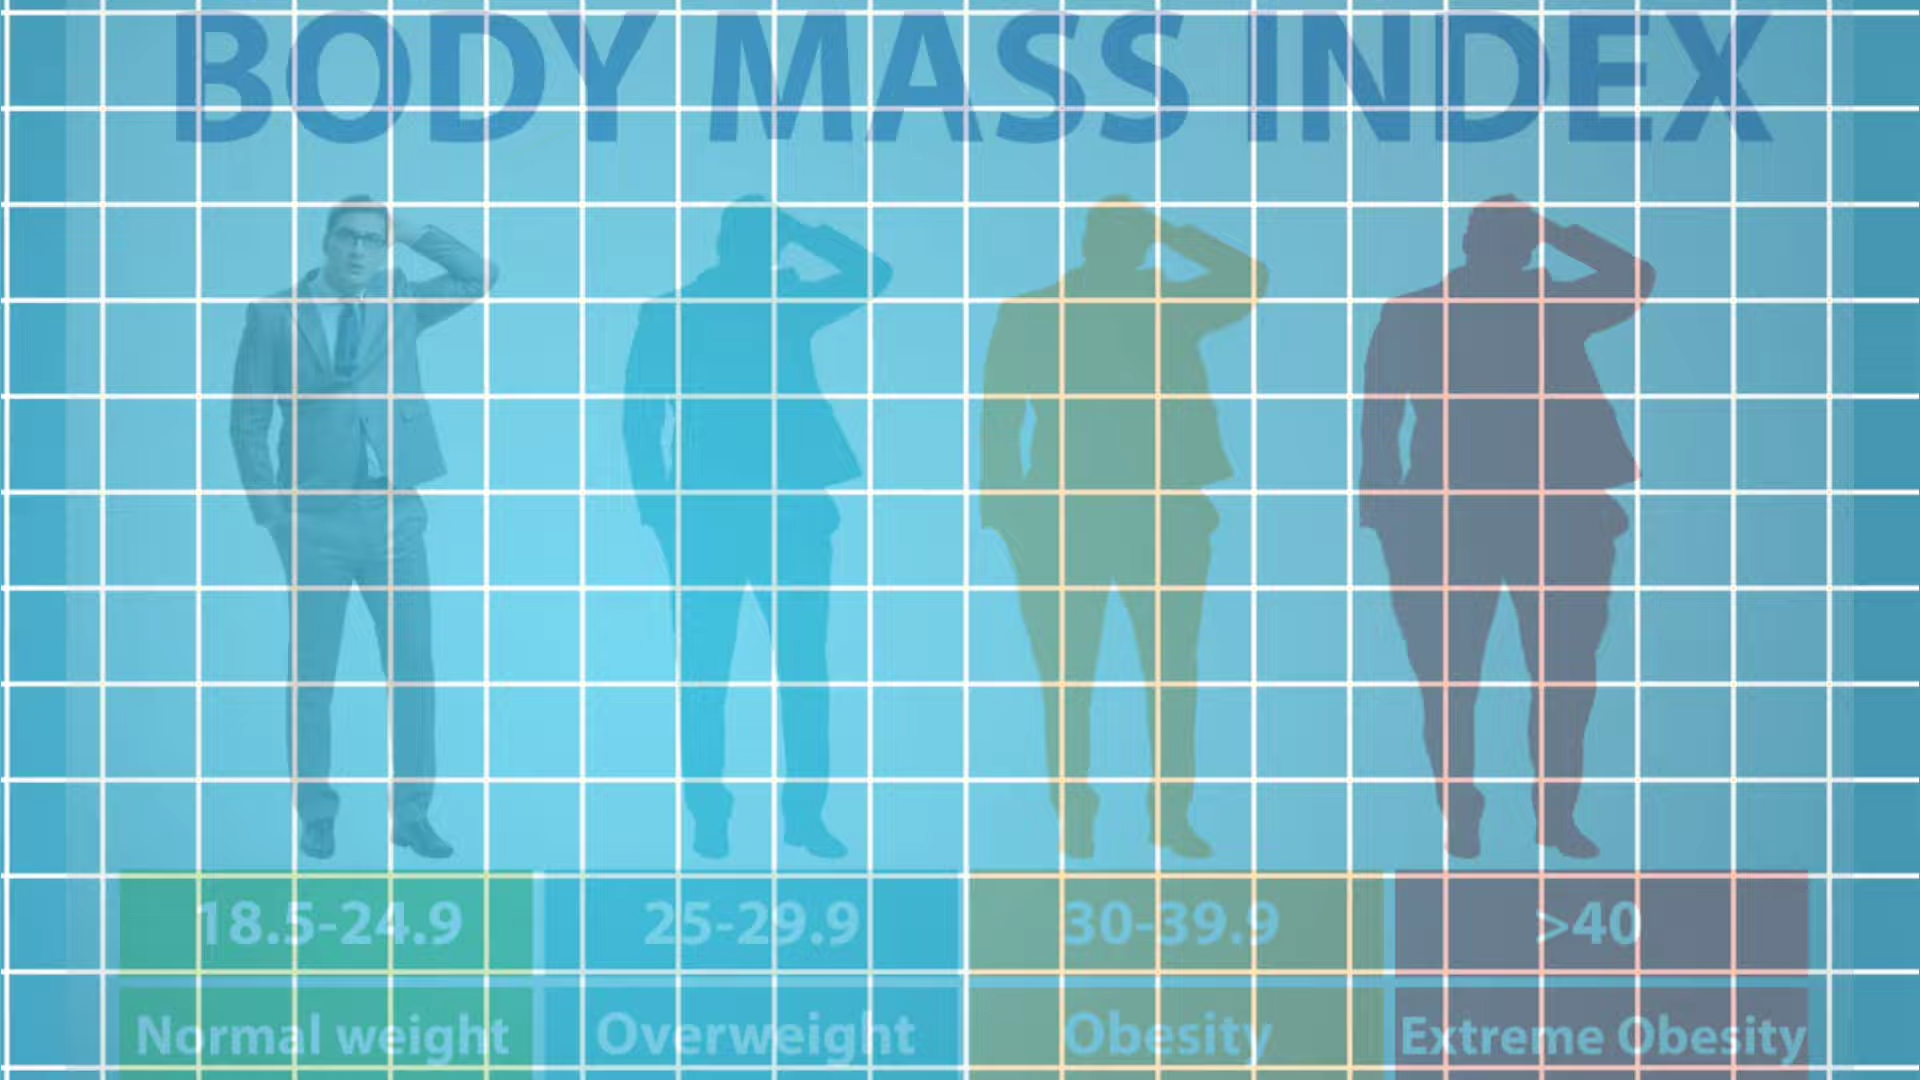 BODY MASS INDEX
18.5-24.9
25-29.9
30-39.9
>40
Normal weight
Overweight
Obesity
Extreme Obesity